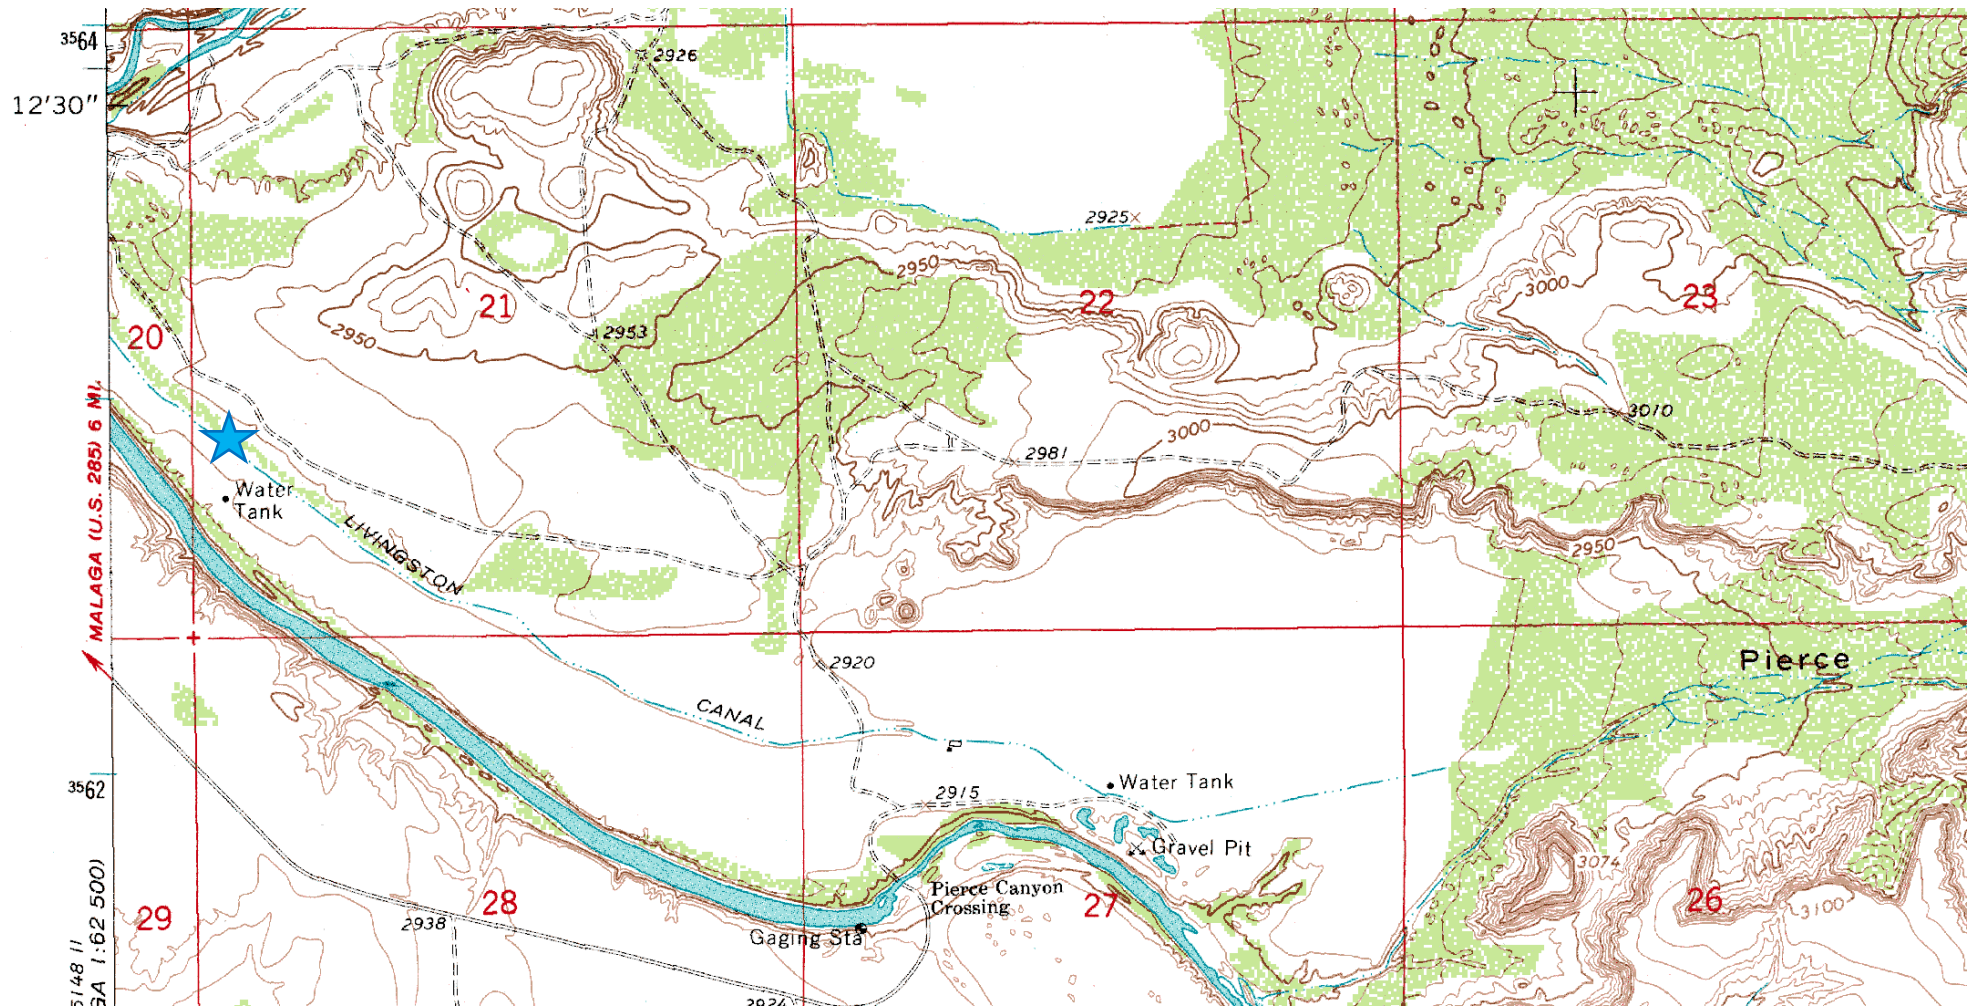 3564
2926
12'30"
2925
2950
3000
21
22
23
2953
20
2950
3010
3000
2981
MALAGA (U.S. 285) 6 MI.
Water
Tank
LIVINGSTON
2950
Pierce
2920
CANAL
3562
Water Tank
2915
Gravel Pit
3074
Pierce Canyon
Crossing
28
27
26
3100
29
2938
Gaging Sta
5148 II
GA 1:62 500)
2924